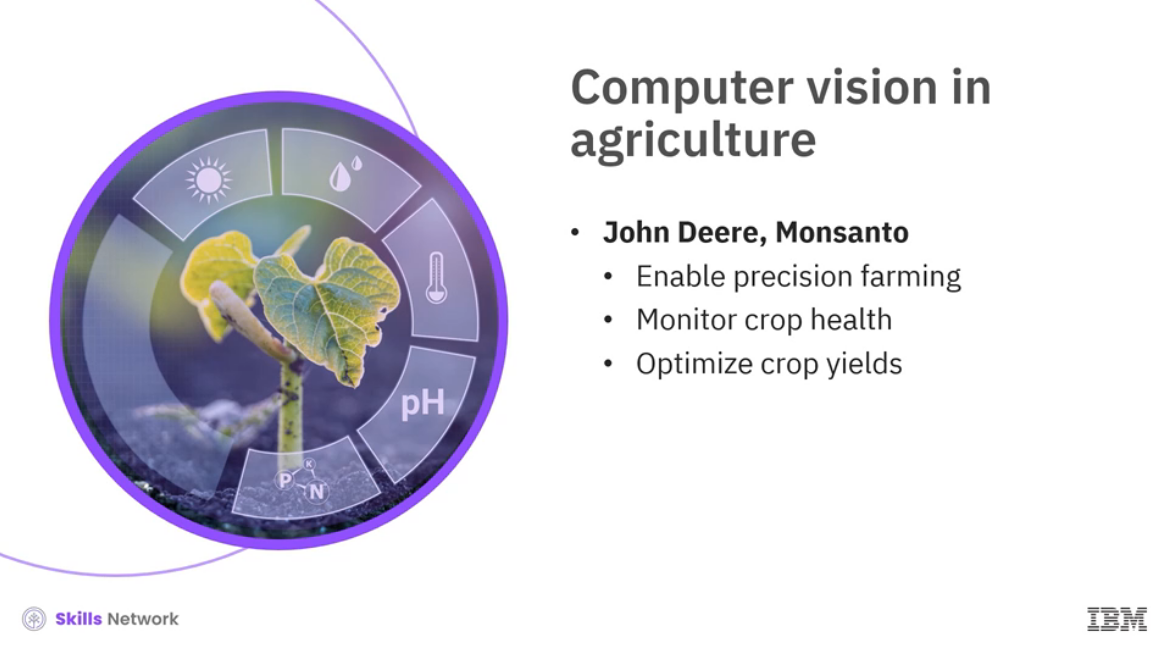 Computer vision in
agriculture
• John Deere, Monsanto
• Enable precision farming
• Monitor crop health
• Optimize crop yields
pH
K
P
N
Skills Network
IBM